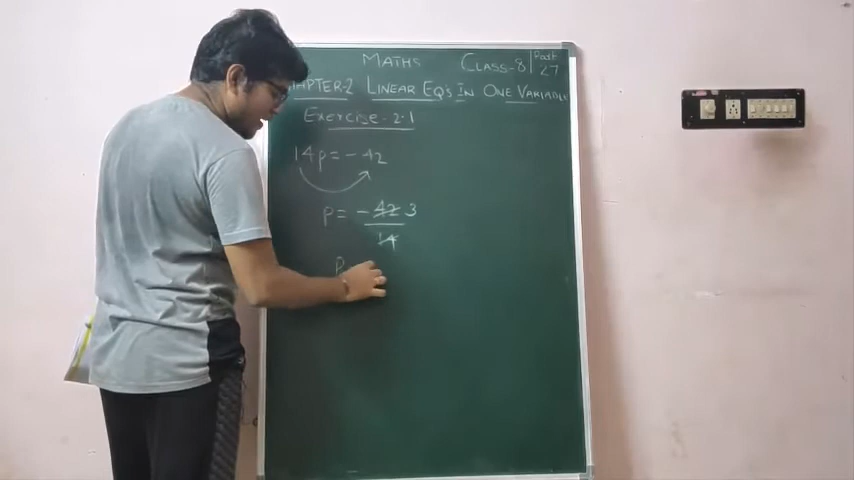 MATHS CLASS-8 Part 27
CHAPTER-2 LINEAR EQ'S IN ONE VARIABLE
Exercise-2.1
14p=-42
p= -42 3
14
p